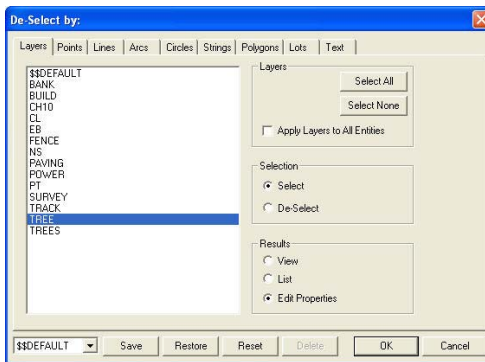 De-Select by:
Layers Points Lines Arcs Circles Strings Polygons Lots Text
$$DEFAULT
BANK
BUILD
CH10
CL
EB
FENCE
NS
PAVING
POWER
PT
SURVEY
TRACK
TREE
TREES
Layers
Select All
Select None
Apply Layers to All Entities
Selection
Select
De-Select
Results
View
List
Edit Properties
$$DEFAULT Save Restore Reset Delete OK Cancel